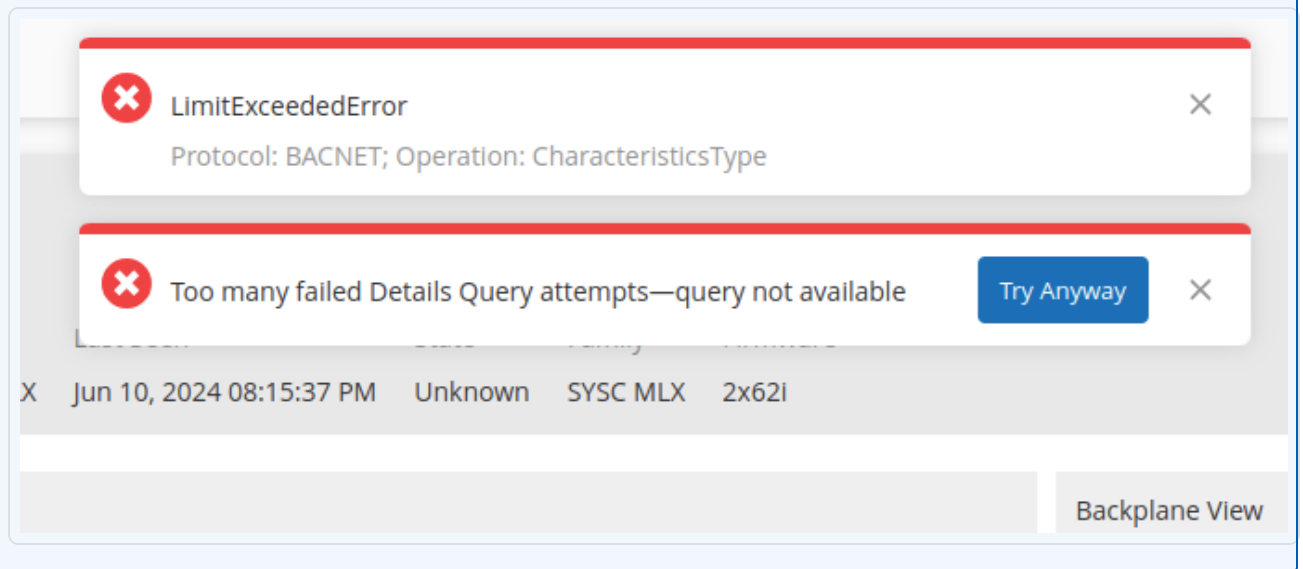 LimitExceededError
Protocol: BACNET; Operation: CharacteristicsType
Too many failed Details Query attempts—query not available
Try Anyway
X Jun 10, 2024 08:15:37 PM Unknown SYSC MLX 2x62i
Backplane View